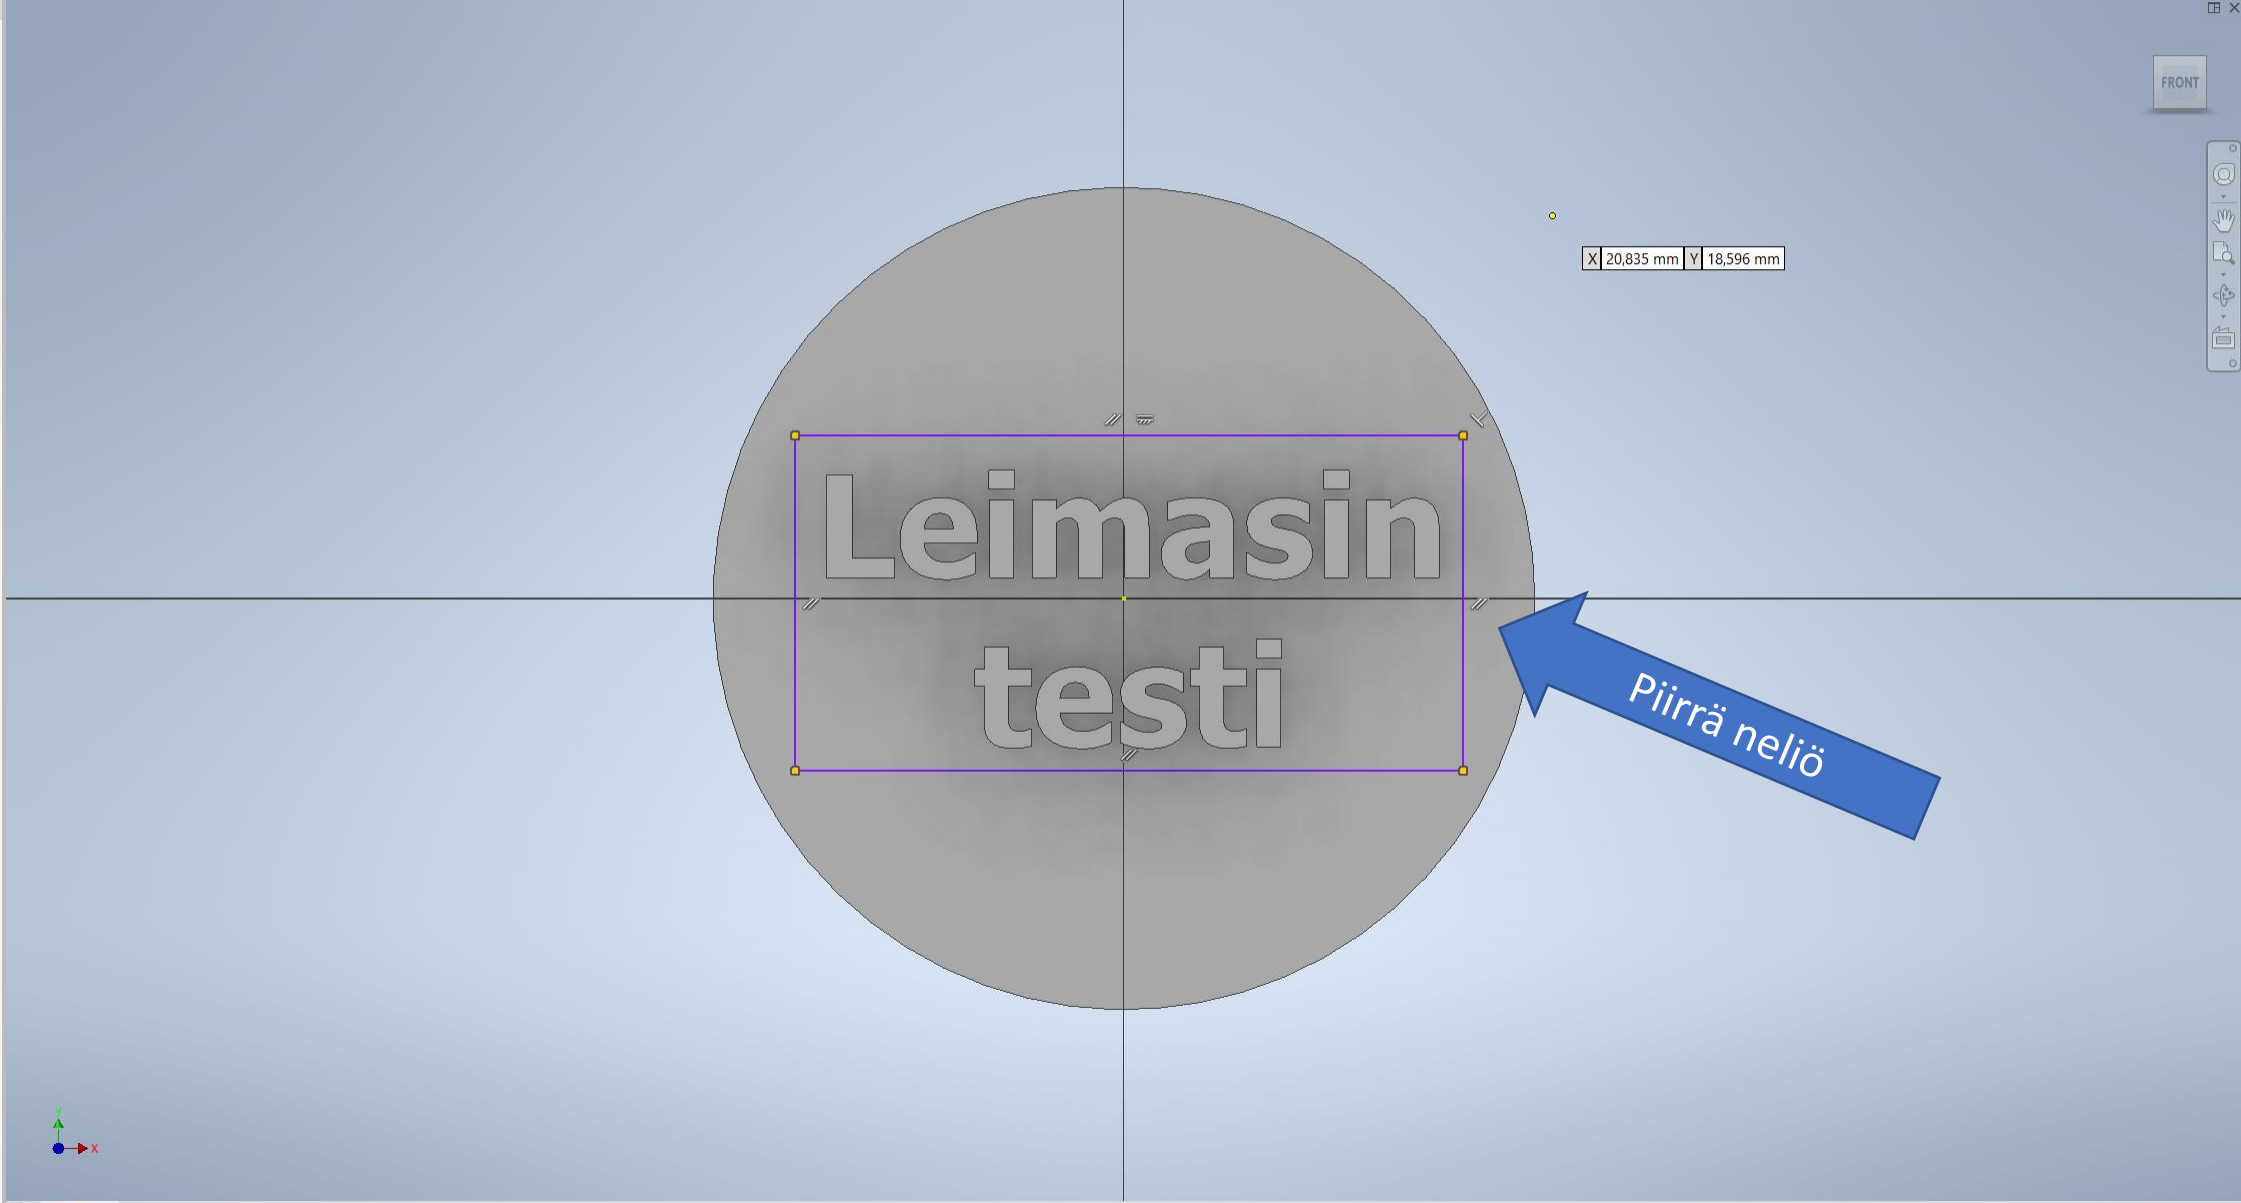 FRONT
X 20,835 mm Y 18,596 mm
Leimasin
testi
Piirrä neliö
Y
X